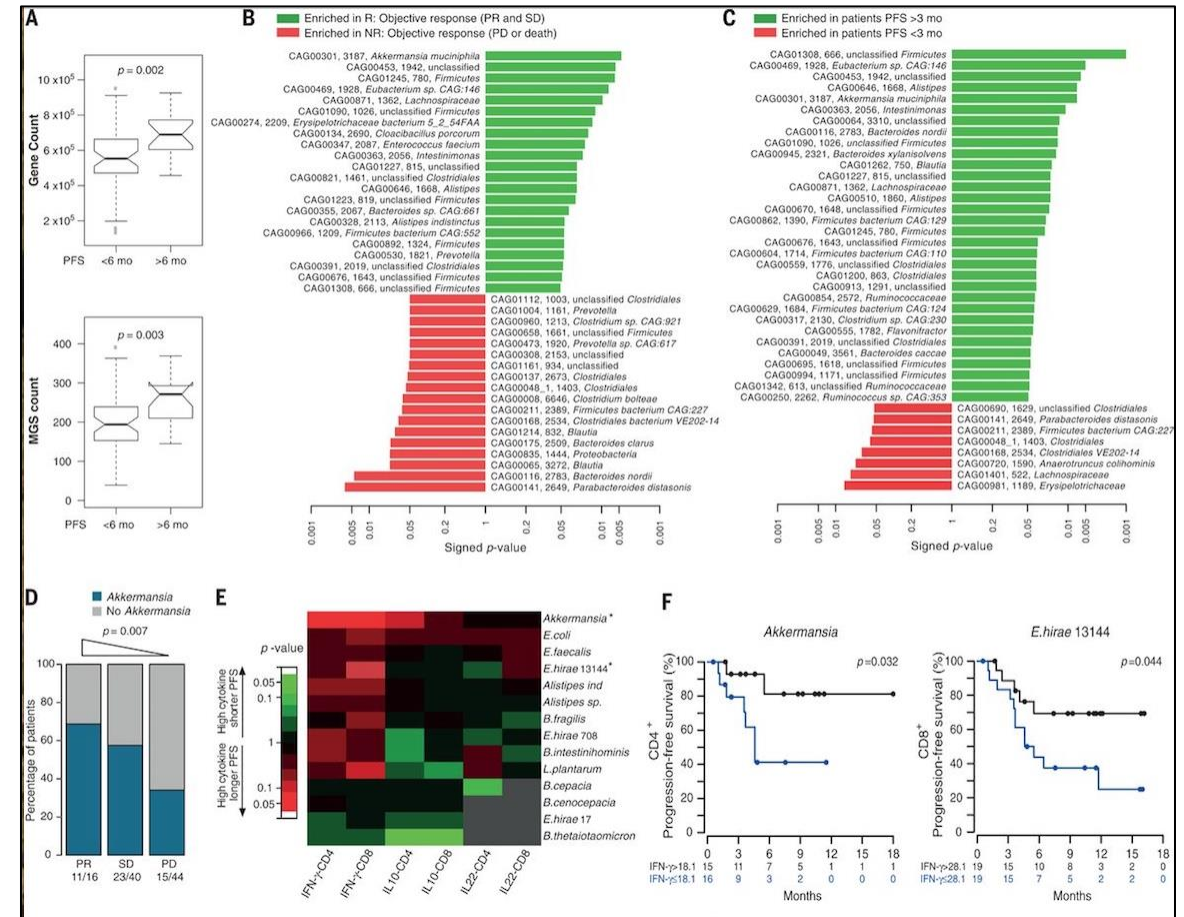 A
p = 0.002
Gene Count
10 x10⁵
8 x10⁵
6 x10⁵
4 x10⁵
2 x10⁵
PFS <6 mo >6 mo
p = 0.003
MGS count
400
300
200
100
0
PFS <6 mo >6 mo
B
Enriched in R: Objective response (PR and SD)
Enriched in NR: Objective response (PD or death)
CAG00301, 3187, Akkermansia muciniphila
CAG00453, 1942, unclassified
CAG01245, 780, Firmicutes
CAG00469, 1928, Eubacterium sp. CAG:146
CAG00871, 1362, Lachnospiraceae
CAG01090, 1026, unclassified Firmicutes
CAG00274, 2209, Erysipelotrichaceae bacterium 5_2_54FAA
CAG00134, 2690, Cloacibacillus porcorum
CAG00347, 2087, Enterococcus faecium
CAG00363, 2056, Intestinimonas
CAG01227, 815, unclassified
CAG00821, 1461, unclassified Clostridiales
CAG00646, 1668, Alistipes
CAG01223, 819, unclassified Firmicutes
CAG00355, 2067, Bacteroides sp. CAG:661
CAG00328, 2113, Alistipes indistinctus
CAG00966, 1209, Firmicutes bacterium CAG:552
CAG00892, 1324, Firmicutes
CAG00530, 1821, Prevotella
CAG00391, 2019, unclassified Clostridiales
CAG00676, 1643, unclassified Firmicutes
CAG01308, 666, unclassified Firmicutes
CAG01112, 1003, unclassified Clostridiales
CAG01004, 1161, Prevotella
CAG00960, 1213, Clostridium sp. CAG:921
CAG00658, 1661, unclassified Firmicutes
CAG00473, 1920, Prevotella sp. CAG:617
CAG00308, 2153, unclassified
CAG01161, 934, unclassified
CAG00137, 2673, Clostridiales
CAG00048_1, 1403, Clostridiales
CAG00008, 6646, Clostridium bolteae
CAG00211, 2389, Firmicutes bacterium CAG:227
CAG00168, 2534, Clostridiales bacterium VE202-14
CAG01214, 832, Blautia
CAG00175, 2509, Bacteroides clarus
CAG00835, 1444, Proteobacteria
CAG00065, 3272, Blautia
CAG00116, 2783, Bacteroides nordii
CAG00141, 2649, Parabacteroides distasonis
0.001 0.005 0.01 0.05 0.2 1 0.2 0.05 0.01 0.005 0.001
Signed p-value
C
Enriched in patients PFS >3 mo
Enriched in patients PFS <3 mo
CAG01308, 666, unclassified Firmicutes
CAG00469, 1928, Eubacterium sp. CAG:146
CAG00453, 1942, unclassified
CAG00646, 1668, Alistipes
CAG00301, 3187, Akkermansia muciniphila
CAG00363, 2056, Intestinimonas
CAG00064, 3310, unclassified
CAG00116, 2783, Bacteroides nordii
CAG01090, 1026, unclassified Firmicutes
CAG00945, 2321, Bacteroides xylanisolvens
CAG01262, 750, Blautia
CAG01227, 815, unclassified
CAG00871, 1362, Lachnospiraceae
CAG00510, 1860, Alistipes
CAG00670, 1648, unclassified Firmicutes
CAG00862, 1390, Firmicutes bacterium CAG:129
CAG01245, 780, Firmicutes
CAG00676, 1643, unclassified Firmicutes
CAG00604, 1714, Firmicutes bacterium CAG:110
CAG00559, 1776, unclassified Clostridiales
CAG01200, 863, Clostridiales
CAG00913, 1291, unclassified
CAG00854, 2572, Ruminococcaceae
CAG00629, 1684, Firmicutes bacterium CAG:124
CAG00317, 2130, Clostridium sp. CAG:230
CAG00555, 1782, Flavonifractor
CAG00391, 2019, unclassified Clostridiales
CAG00049, 3561, Bacteroides caccae
CAG00695, 1618, unclassified Firmicutes
CAG00994, 1171, unclassified Firmicutes
CAG01342, 613, unclassified Ruminococcaceae
CAG00250, 2262, Ruminococcus sp. CAG:353
CAG00690, 1629, unclassified Clostridiales
CAG00141, 2649, Parabacteroides distasonis
CAG00211, 2389, Firmicutes bacterium CAG:227
CAG00048_1, 1403, Clostridiales
CAG00168, 2534, Clostridiales VE202-14
CAG00720, 1590, Anaerotruncus colihominis
CAG01401, 522, Lachnospiraceae
CAG00981, 1189, Erysipelotrichaceae
0.001 0.005 0.01 0.05 0.2 1 0.2 0.05 0.01 0.005 0.001
Signed p-value
D
Akkermansia
No Akkermansia
p = 0.007
Percentage of patients
100
80
60
40
20
0
PR SD PD
11/16 23/40 15/44
E
p -value
High cytokine shorter PFS
High cytokine longer PFS
0.05
0.1
1
0.1
0.05
Akkermansia*
E.coli
E.faecalis
E.hirae 13144*
Alistipes ind
Alistipes sp.
B.fragilis
E.hirae 708
B.intestinihominis
L.plantarum
B.cepacia
B.cenocepacia
E.hirae 17
B.thetaiotaomicron
IFN-γ-CD4 IFN-γ-CD8 IL10-CD4 IL10-CD8 IL22-CD4 IL22-CD8
F
Akkermansia
p=0.032
CD4⁺
Progression-free survival (%)
100
80
60
40
20
0
0 3 6 9 12 15 18
IFN-γ>18.1 15 11 7 5 1 1 1
IFN-γ≤18.1 16 9 3 2 0 0 0
E.hirae 13144
p=0.044
CD8⁺
Progression-free survival (%)
100
80
60
40
20
0
0 3 6 9 12 15 18
IFN-γ>28.1 19 15 10 8 3 2 0
IFN-γ≤28.1 19 15 7 5 2 2 0
Months
Months